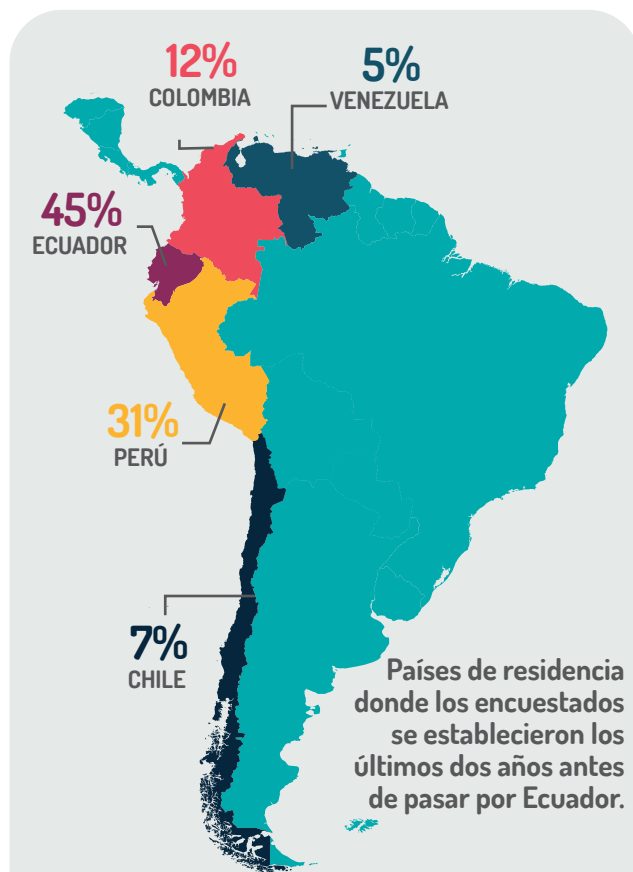 12%
COLOMBIA
5%
VENEZUELA
45%
ECUADOR
31%
PERÚ
7%
CHILE
Países de residencia
donde los encuestados
se establecieron los
últimos dos años antes
de pasar por Ecuador.